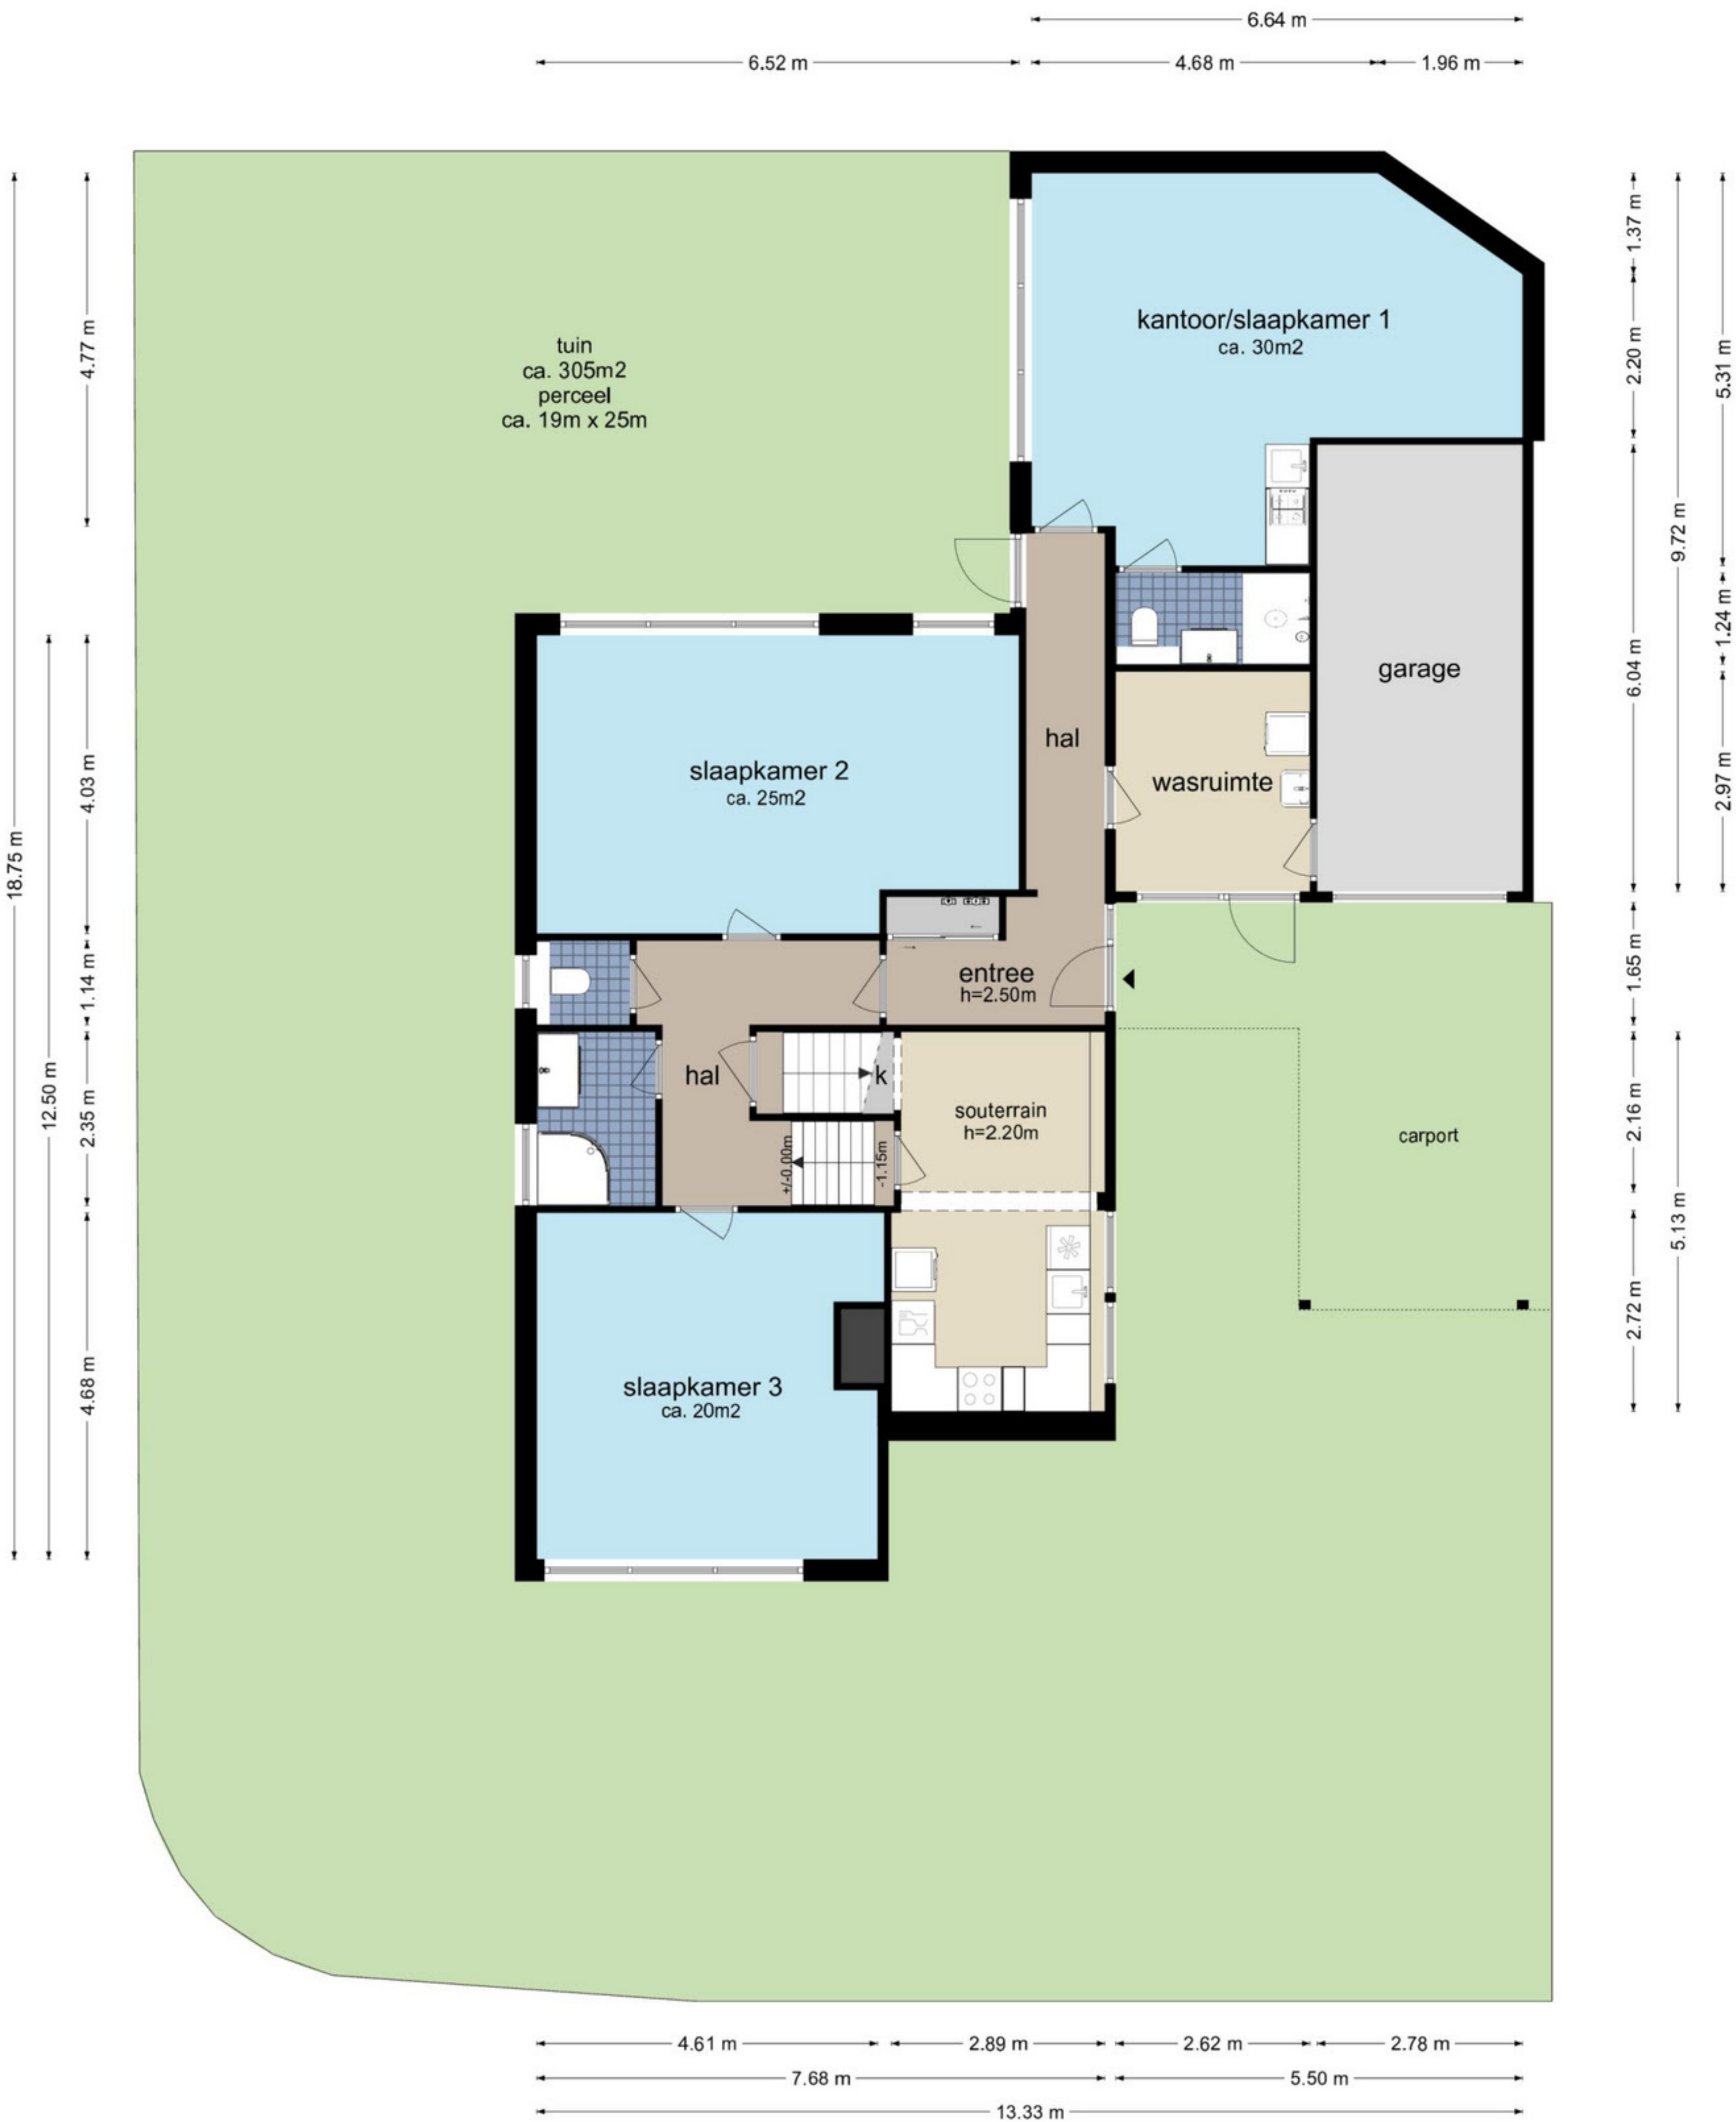 6.64 m
6.52 m
4.68 m
1.96 m
18.75 m
12.50 m
4.77 m
4.03 m
1.14 m
2.35 m
4.68 m
tuin
ca. 305m2
perceel
ca. 19m x 25m
kantoor/slaapkamer 1
ca. 30m2
garage
hal
wasruimte
slaapkamer 2
ca. 25m2
entree
h=2.50m
hal
k
+/-0.00m
-1.15m
souterrain
h=2.20m
carport
slaapkamer 3
ca. 20m2
1.37 m
2.20 m
6.04 m
1.65 m
2.16 m
2.72 m
9.72 m
5.13 m
5.31 m
1.24 m
2.97 m
4.61 m
2.89 m
2.62 m
2.78 m
7.68 m
5.50 m
13.33 m